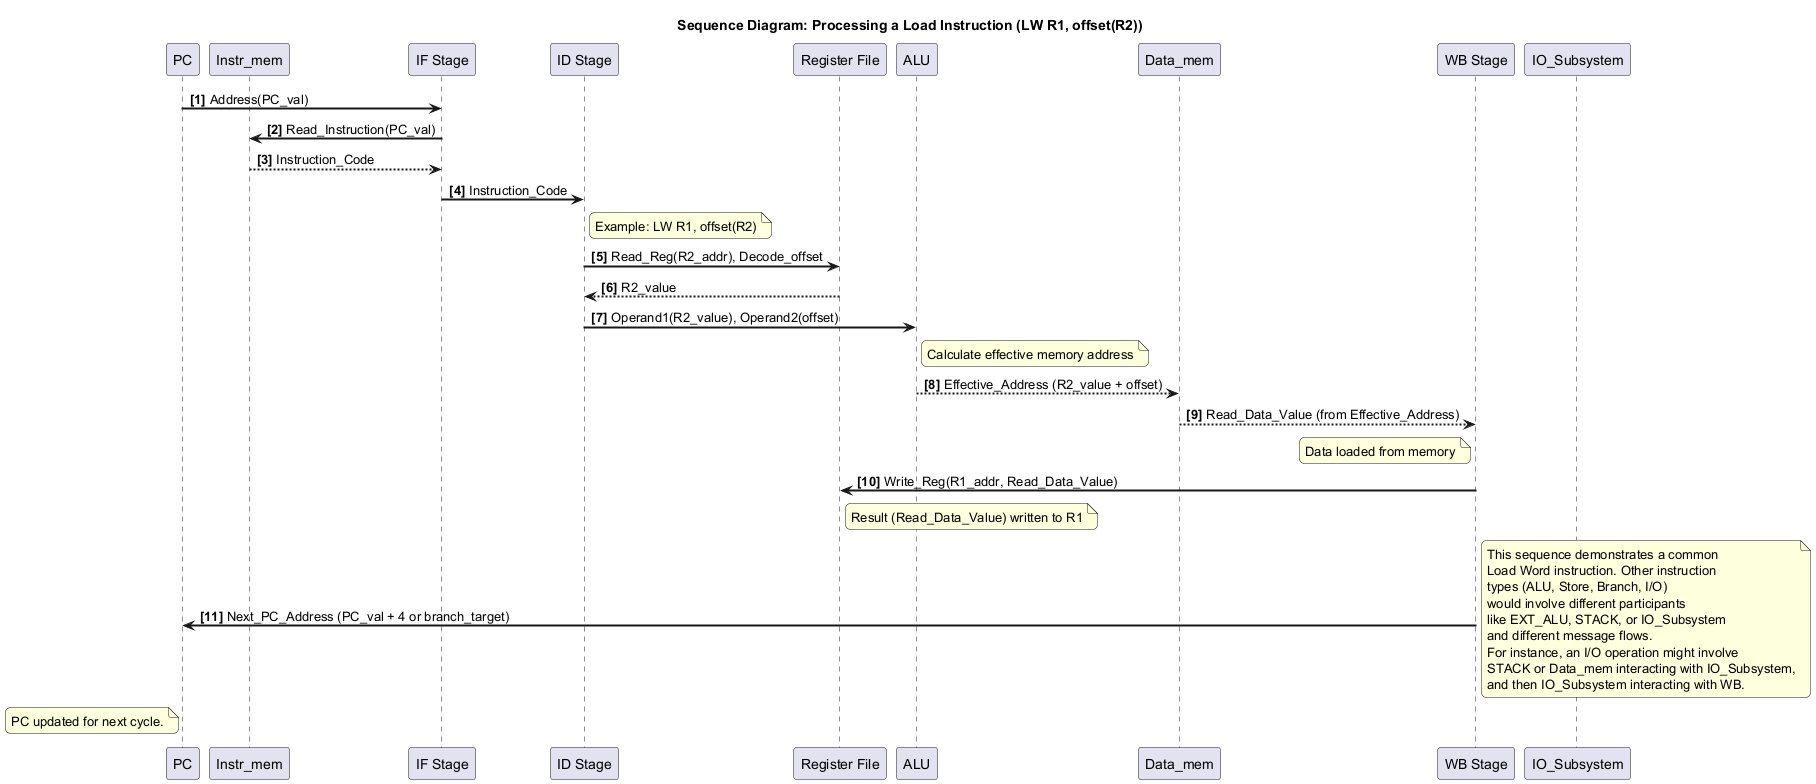 Sequence Diagram: Processing a Load Instruction (LW R1, offset(R2))
PC
Instr_mem
IF Stage
ID Stage
Register File
ALU
Data_mem
WB Stage
IO_Subsystem
[1] Address(PC_val)
[2] Read_Instruction(PC_val)
[3] Instruction_Code
[4] Instruction_Code
Example: LW R1, offset(R2)
[5] Read_Reg(R2_addr), Decode_offset
[6] R2_value
[7] Operand1(R2_value), Operand2(offset)
Calculate effective memory address
[8] Effective_Address (R2_value + offset)
[9] Read_Data_Value (from Effective_Address)
Data loaded from memory
[10] Write_Reg(R1_addr, Read_Data_Value)
Result (Read_Data_Value) written to R1
[11] Next_PC_Address (PC_val + 4 or branch_target)
This sequence demonstrates a common
Load Word instruction. Other instruction
types (ALU, Store, Branch, I/O)
would involve different participants
like EXT_ALU, STACK, or IO_Subsystem
and different message flows.
For instance, an I/O operation might involve
STACK or Data_mem interacting with IO_Subsystem,
and then IO_Subsystem interacting with WB.
PC updated for next cycle.
PC
Instr_mem
IF Stage
ID Stage
Register File
ALU
Data_mem
WB Stage
IO_Subsystem